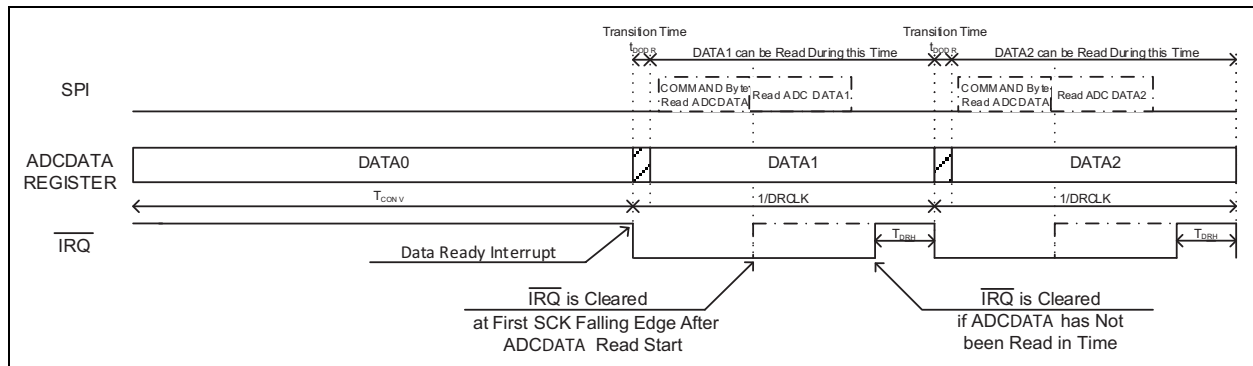 Transition Time
tDODR
DATA1 can be Read During this Time
Transition Time
tDODR
DATA2 can be Read During this Time
SPI
COMMAND Byte
Read ADCDATA
Read ADC DATA1
COMMAND Byte
Read ADCDATA
Read ADC DATA2
ADCDATA
REGISTER
DATA0
DATA1
DATA2
TCONV
1/DRCLK
1/DRCLK
IRQ
Data Ready Interrupt
TDRH
TDRH
IRQ is Cleared
at First SCK Falling Edge After
ADCDATA Read Start
IRQ is Cleared
if ADCDATA has Not
been Read in Time